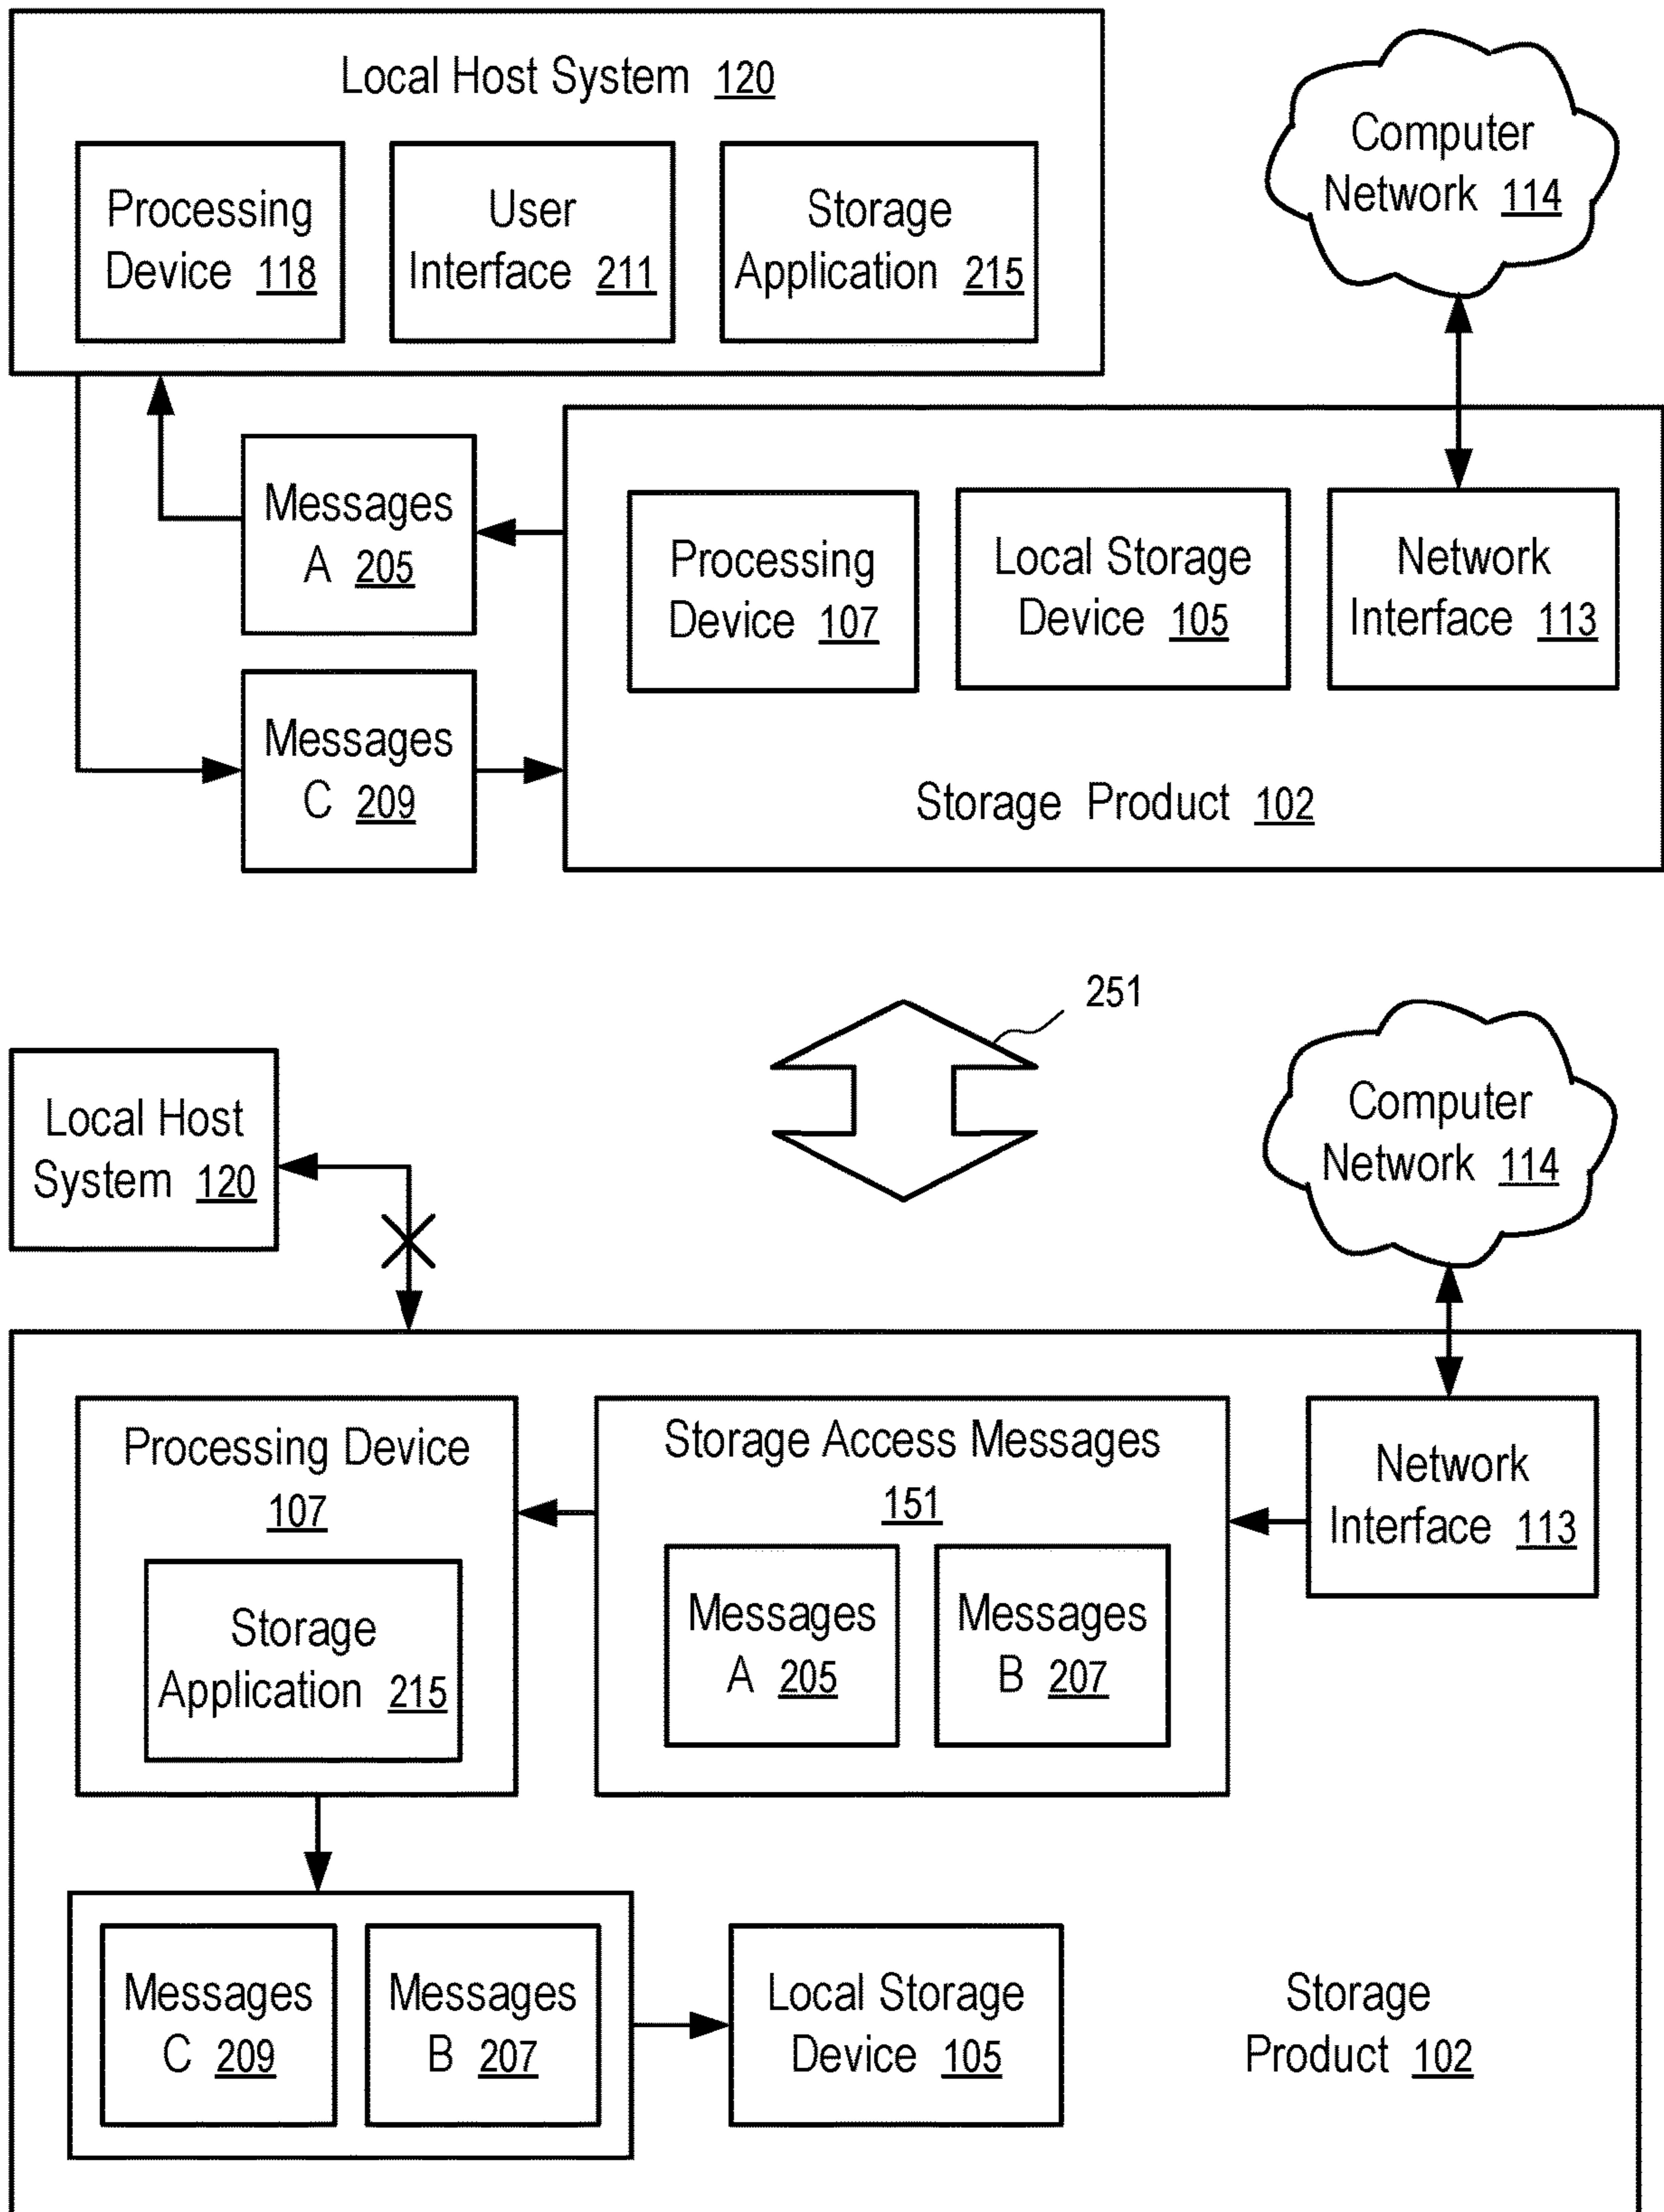 Local Host System 120
Processing
Device 118
User
Interface 211
Storage
Application 215
Computer
Network 114
Messages
A 205
Messages
C 209
Processing
Device 107
Local Storage
Device 105
Network
Interface 113
Storage Product 102
251
Local Host
System 120
Computer
Network 114
Processing Device
107
Storage
Application 215
Storage Access Messages
151
Messages
A 205
Messages
B 207
Network
Interface 113
Messages
C 209
Messages
B 207
Local Storage
Device 105
Storage
Product 102